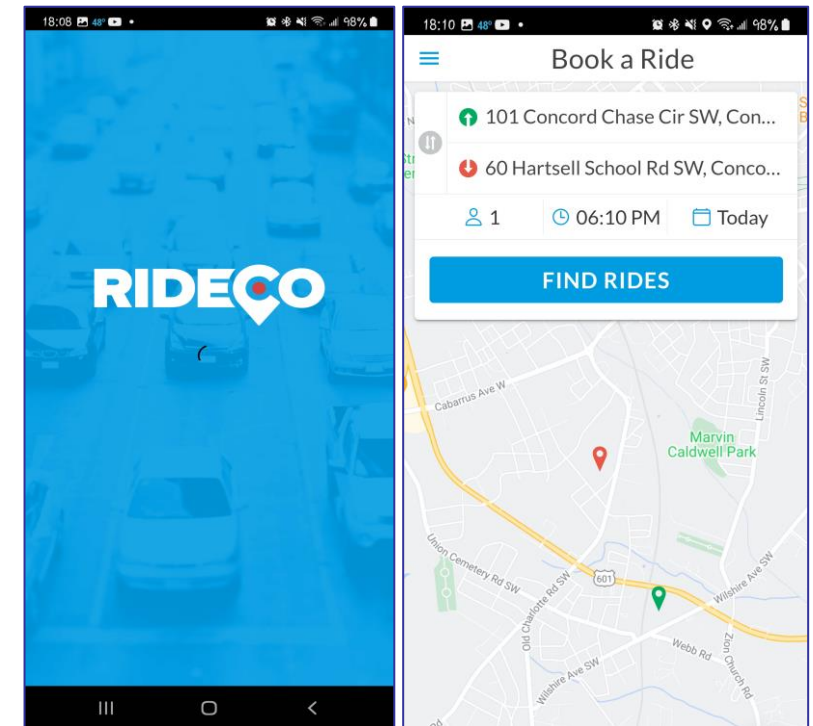 18:08 48° 98%
RIDECO
18:10 48° 98%
Book a Ride
101 Concord Chase Cir SW, Con...
60 Hartsell School Rd SW, Conco...
1 06:10 PM Today
FIND RIDES
Lincoln St SW
Cabarrus Ave W
Marvin
Caldwell Park
Union Cemetery Rd SW
601
Old Charlotte Rd SW
Wilshire Ave SW
Webb Rd
Zion Church Rd
Wilshire Ave SW